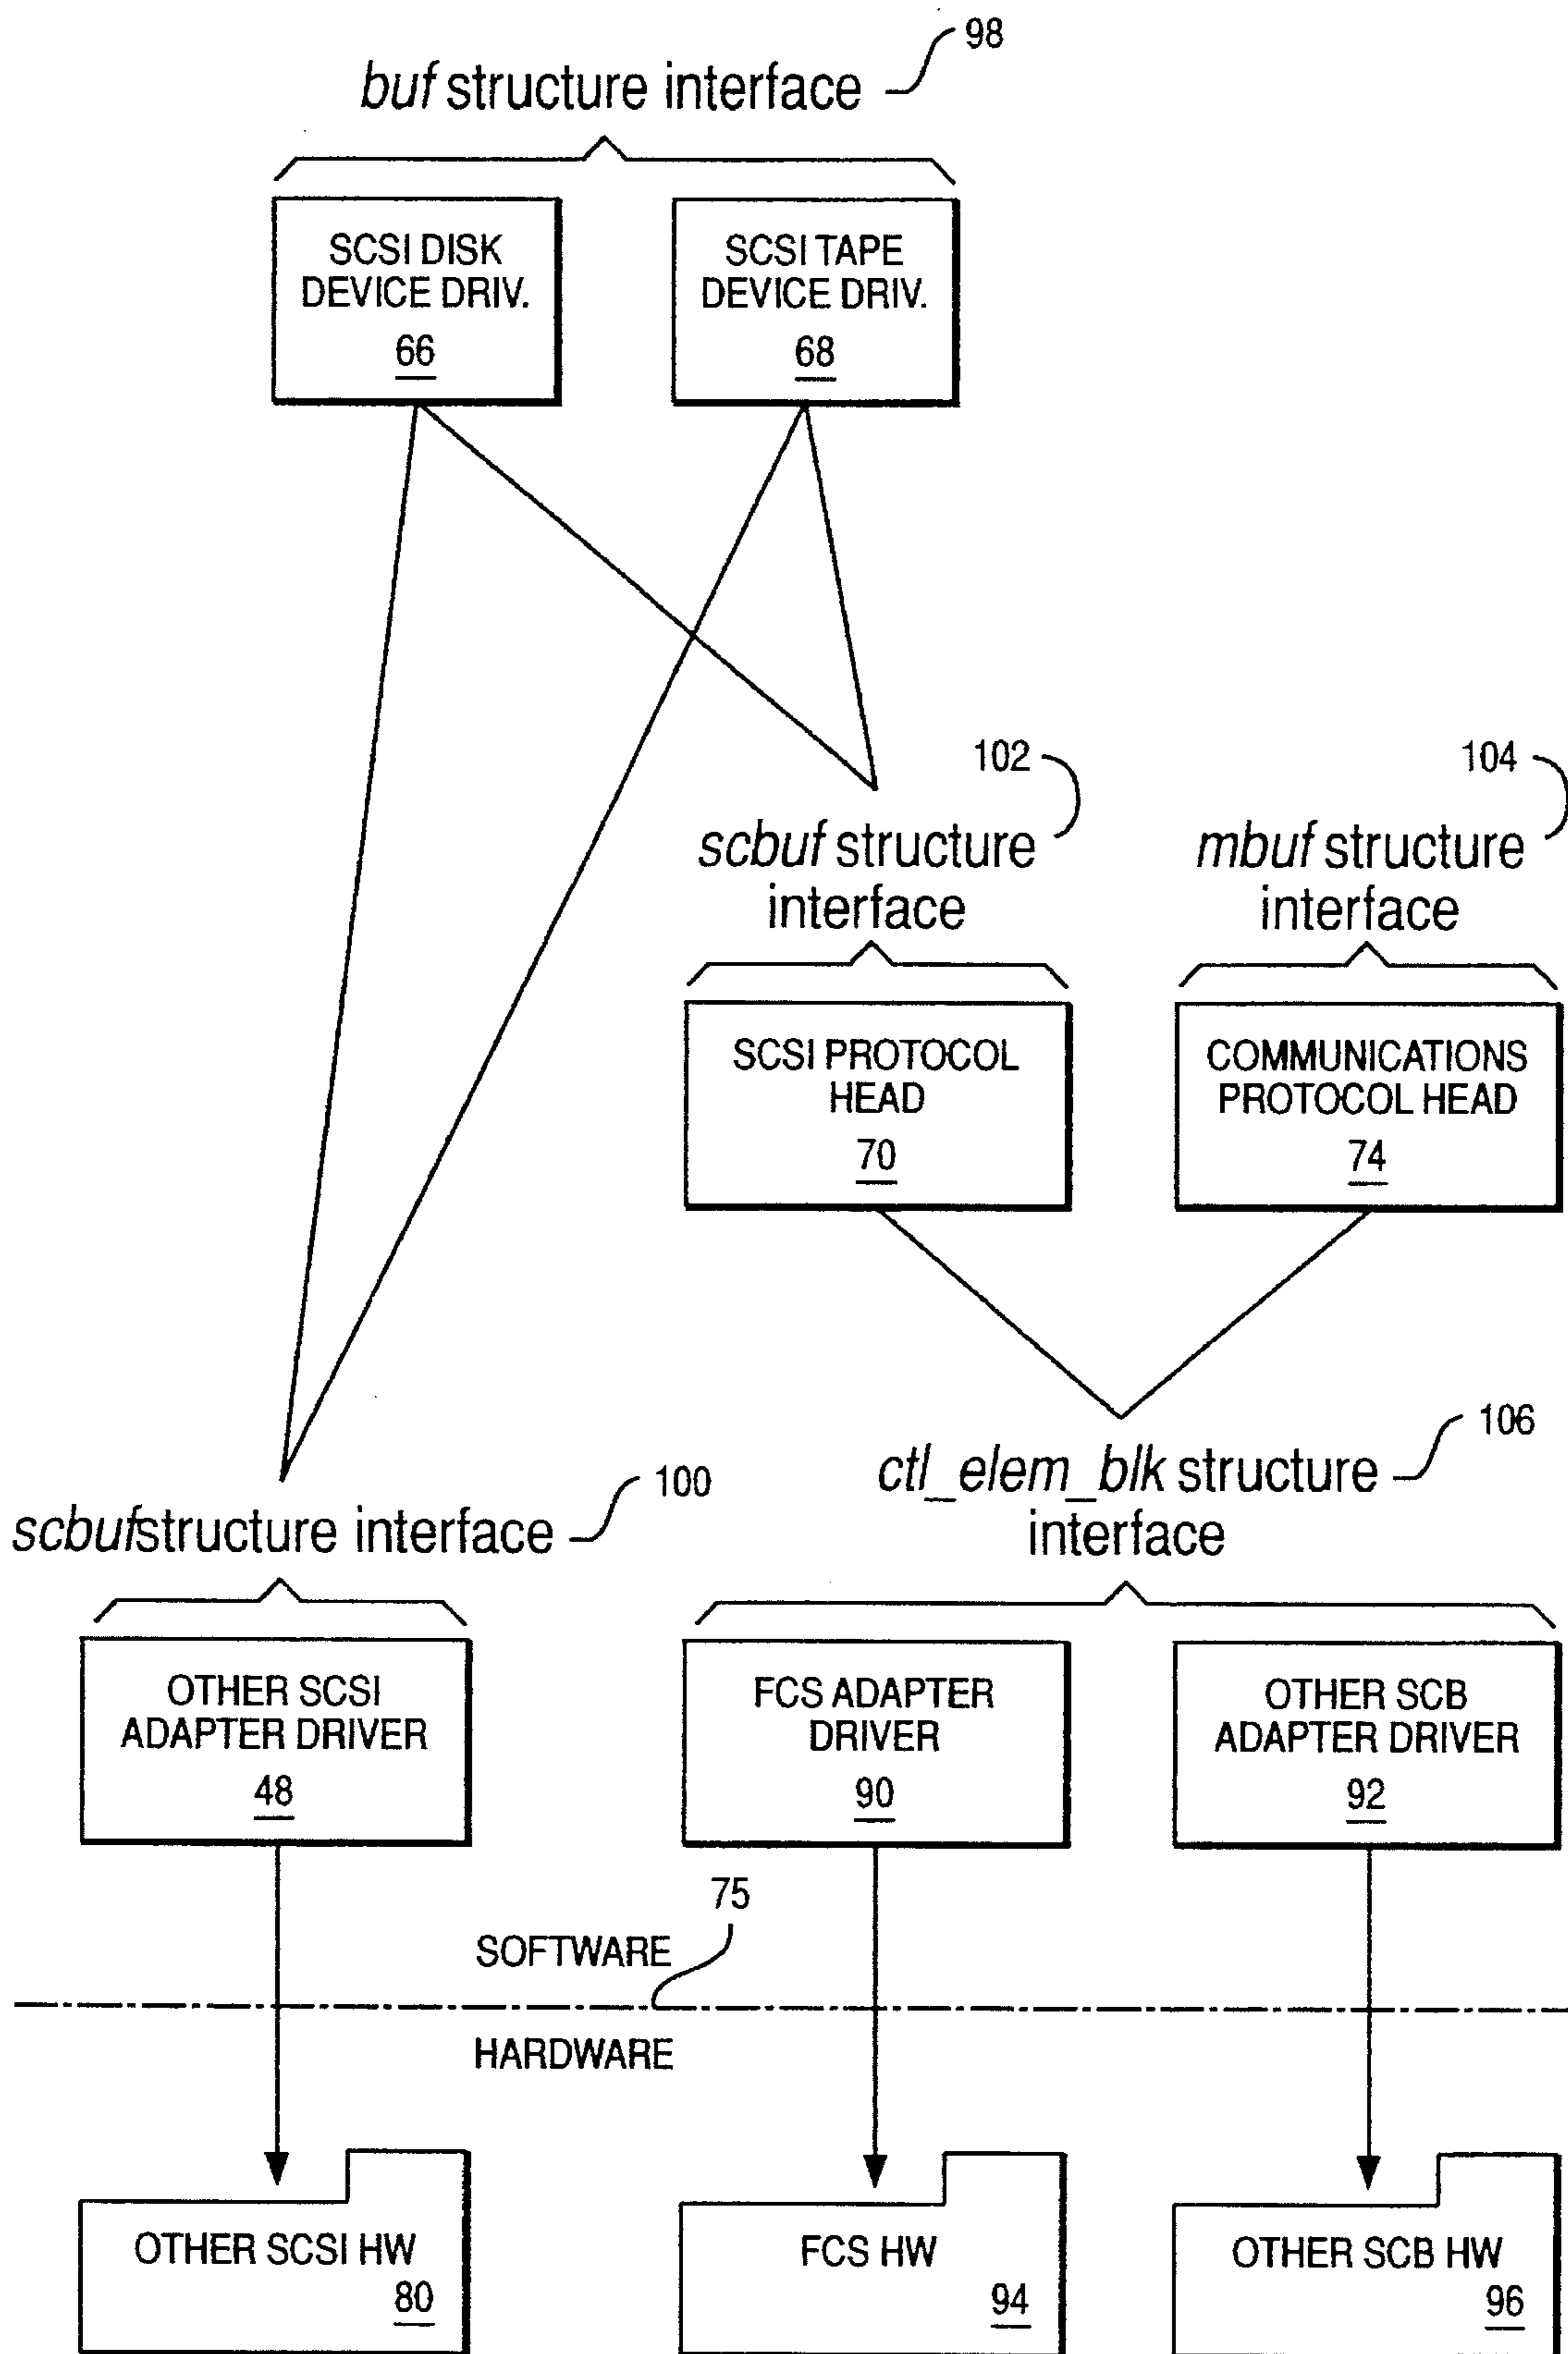 98
buf structure interface
SCSI DISK
DEVICE DRIV.
66
SCSI TAPE
DEVICE DRIV.
68
102
104
scbuf structure
interface
mbuf structure
interface
SCSI PROTOCOL
HEAD
70
COMMUNICATIONS
PROTOCOL HEAD
74
106
100
ctl_elem_blk structure
interface
scbufstructure interface
OTHER SCSI
ADAPTER DRIVER
48
FCS ADAPTER
DRIVER
90
OTHER SCB
ADAPTER DRIVER
92
75
SOFTWARE
HARDWARE
OTHER SCSI HW
80
FCS HW
94
OTHER SCB HW
96